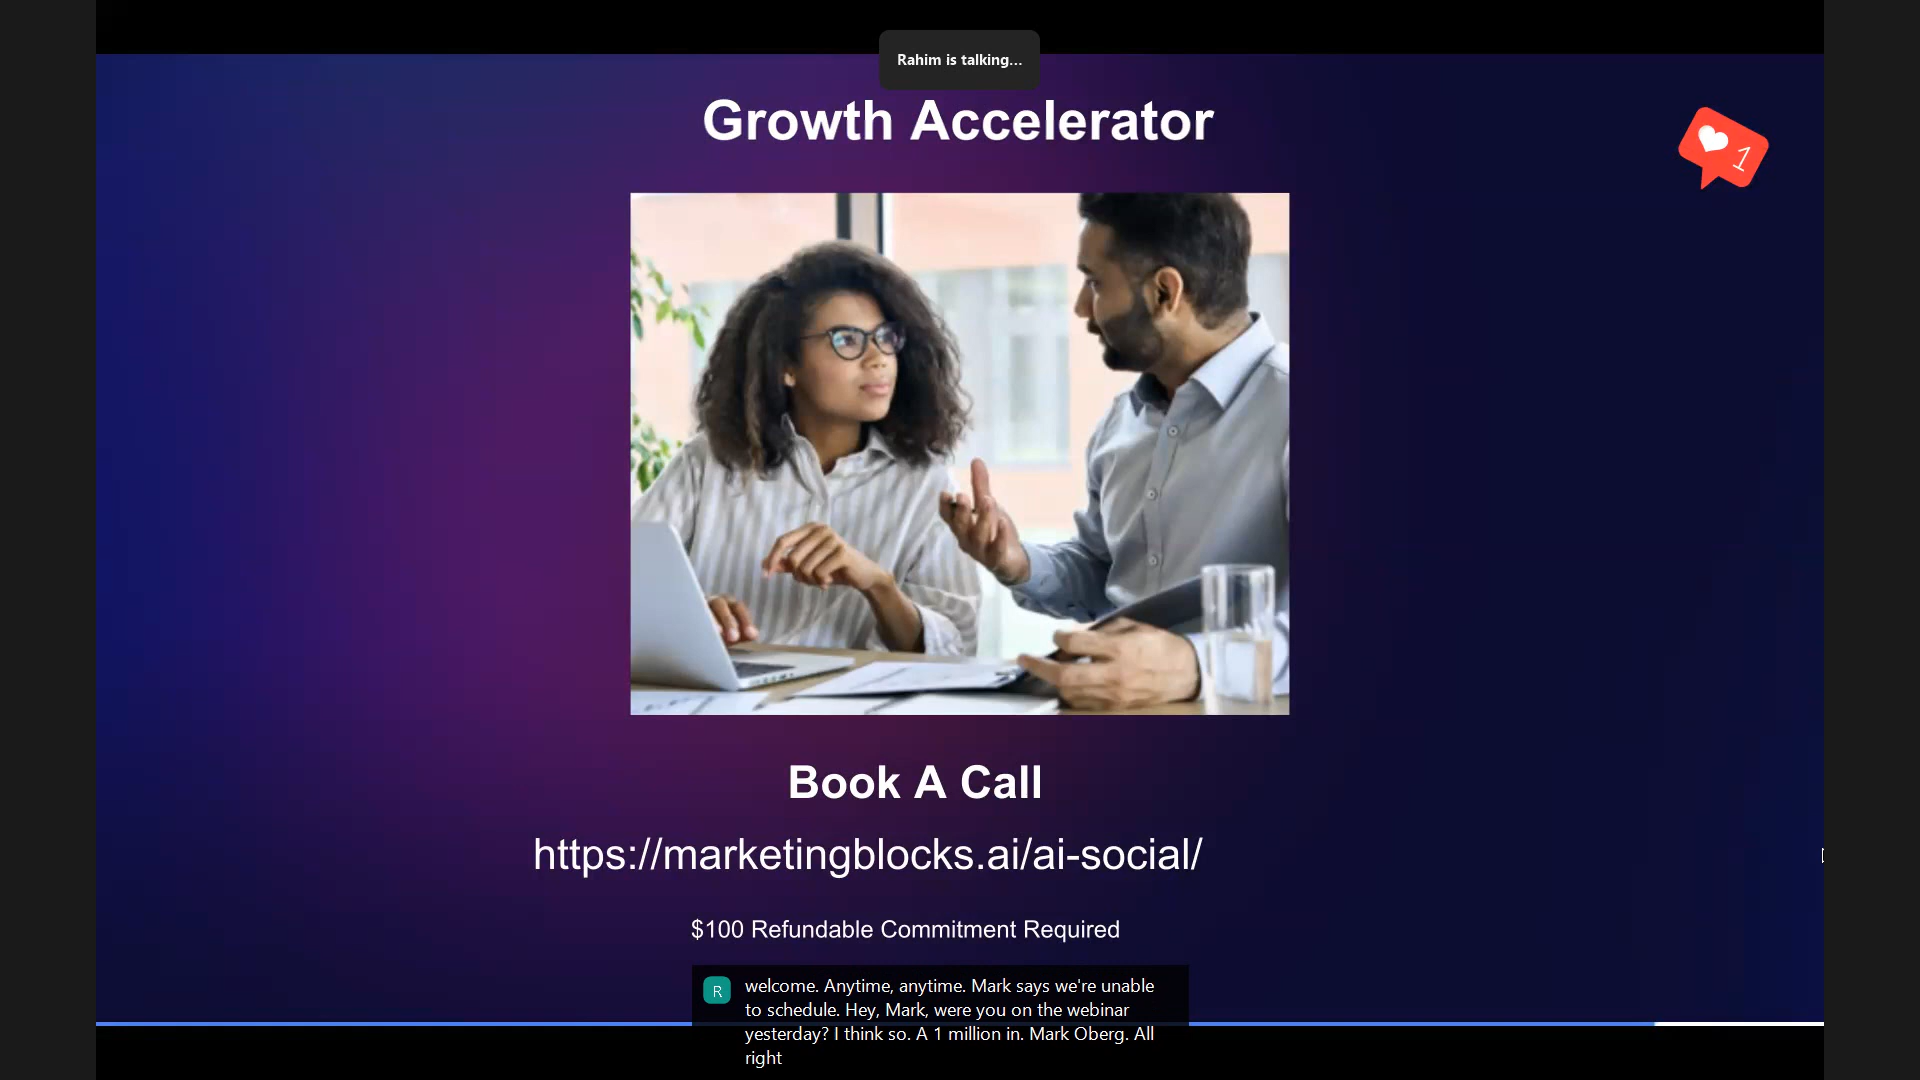 Rahim is talking...
Growth Accelerator
1
Book A Call
https://marketingblocks.ai/ai-social/
$100 Refundable Commitment Required
R
welcome. Anytime, anytime. Mark says we're unable
to schedule. Hey, Mark, were you on the webinar
yesterday? I think so. A 1 million in. Mark Oberg. All
right